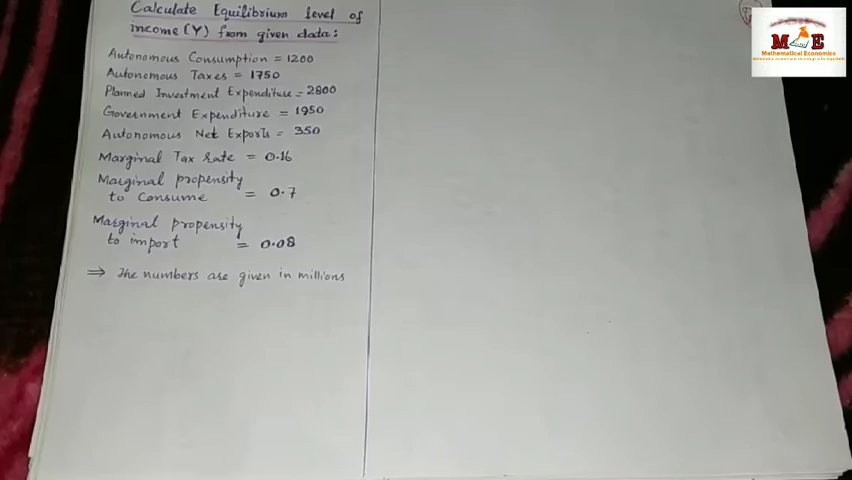 Calculate Equilibrium level of
income (Y) from given data:
Autonomous Consumption = 1200
Autonomous Taxes = 1750
Planned Investment Expenditure = 2800
Government Expenditure = 1950
Autonomous Net Exports = 350
Marginal Tax rate = 0.16
Marginal propensity
to Consume = 0.7
Marginal propensity
to import = 0.08
⇒ The numbers are given in millions
M E
Mathematical Economics